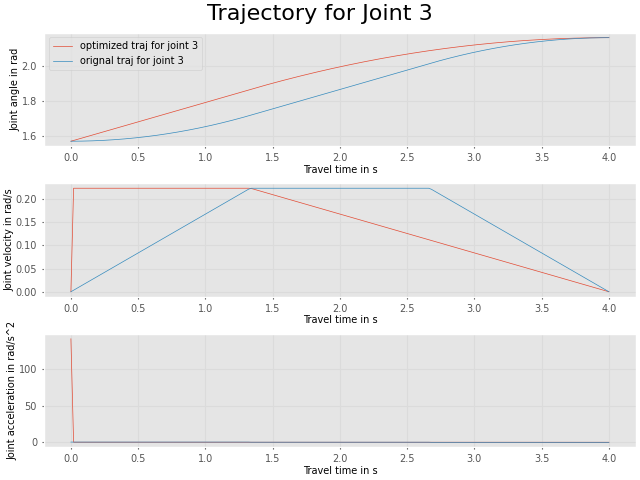 Trajectory for Joint 3
optimized traj for joint 3
orignal traj for joint 3
Joint angle in rad
2.0
1.8
1.6
0.0 0.5 1.0 1.5 2.0 2.5 3.0 3.5 4.0
Travel time in s
Joint velocity in rad/s
0.20
0.15
0.10
0.05
0.00
0.0 0.5 1.0 1.5 2.0 2.5 3.0 3.5 4.0
Travel time in s
Joint acceleration in rad/s^2
100
50
0
0.0 0.5 1.0 1.5 2.0 2.5 3.0 3.5 4.0
Travel time in s